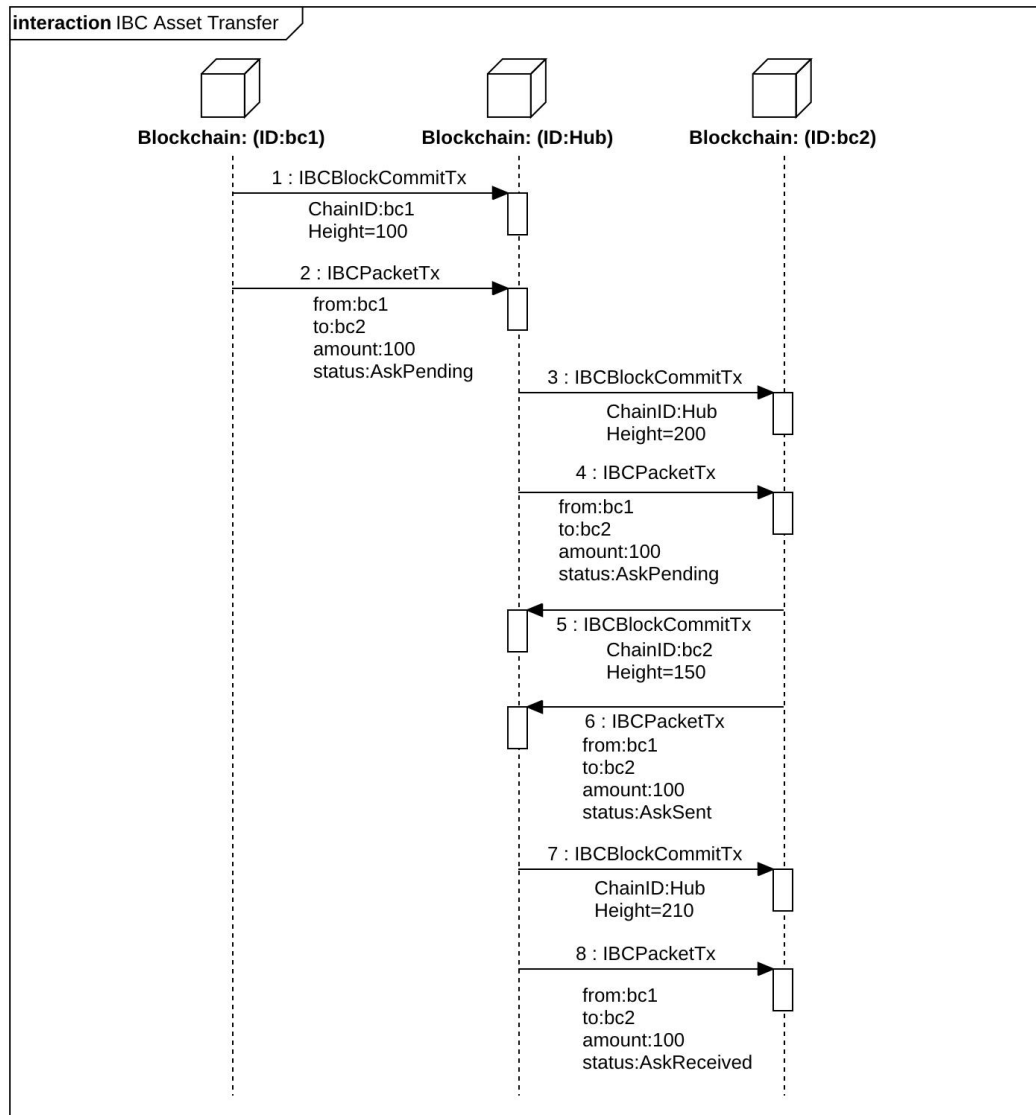 interaction IBC Asset Transfer
Blockchain: (ID:bc1)
Blockchain: (ID:Hub)
Blockchain: (ID:bc2)
1 : IBCBlockCommitTx
ChainID:bc1
Height=100
2 : IBCPacketTx
from:bc1
to:bc2
amount:100
status:AskPending
3 : IBCBlockCommitTx
ChainID:Hub
Height=200
4 : IBCPacketTx
from:bc1
to:bc2
amount:100
status:AskPending
5 : IBCBlockCommitTx
ChainID:bc2
Height=150
6 : IBCPacketTx
from:bc1
to:bc2
amount:100
status:AskSent
7 : IBCBlockCommitTx
ChainID:Hub
Height=210
8 : IBCPacketTx
from:bc1
to:bc2
amount:100
status:AskReceived